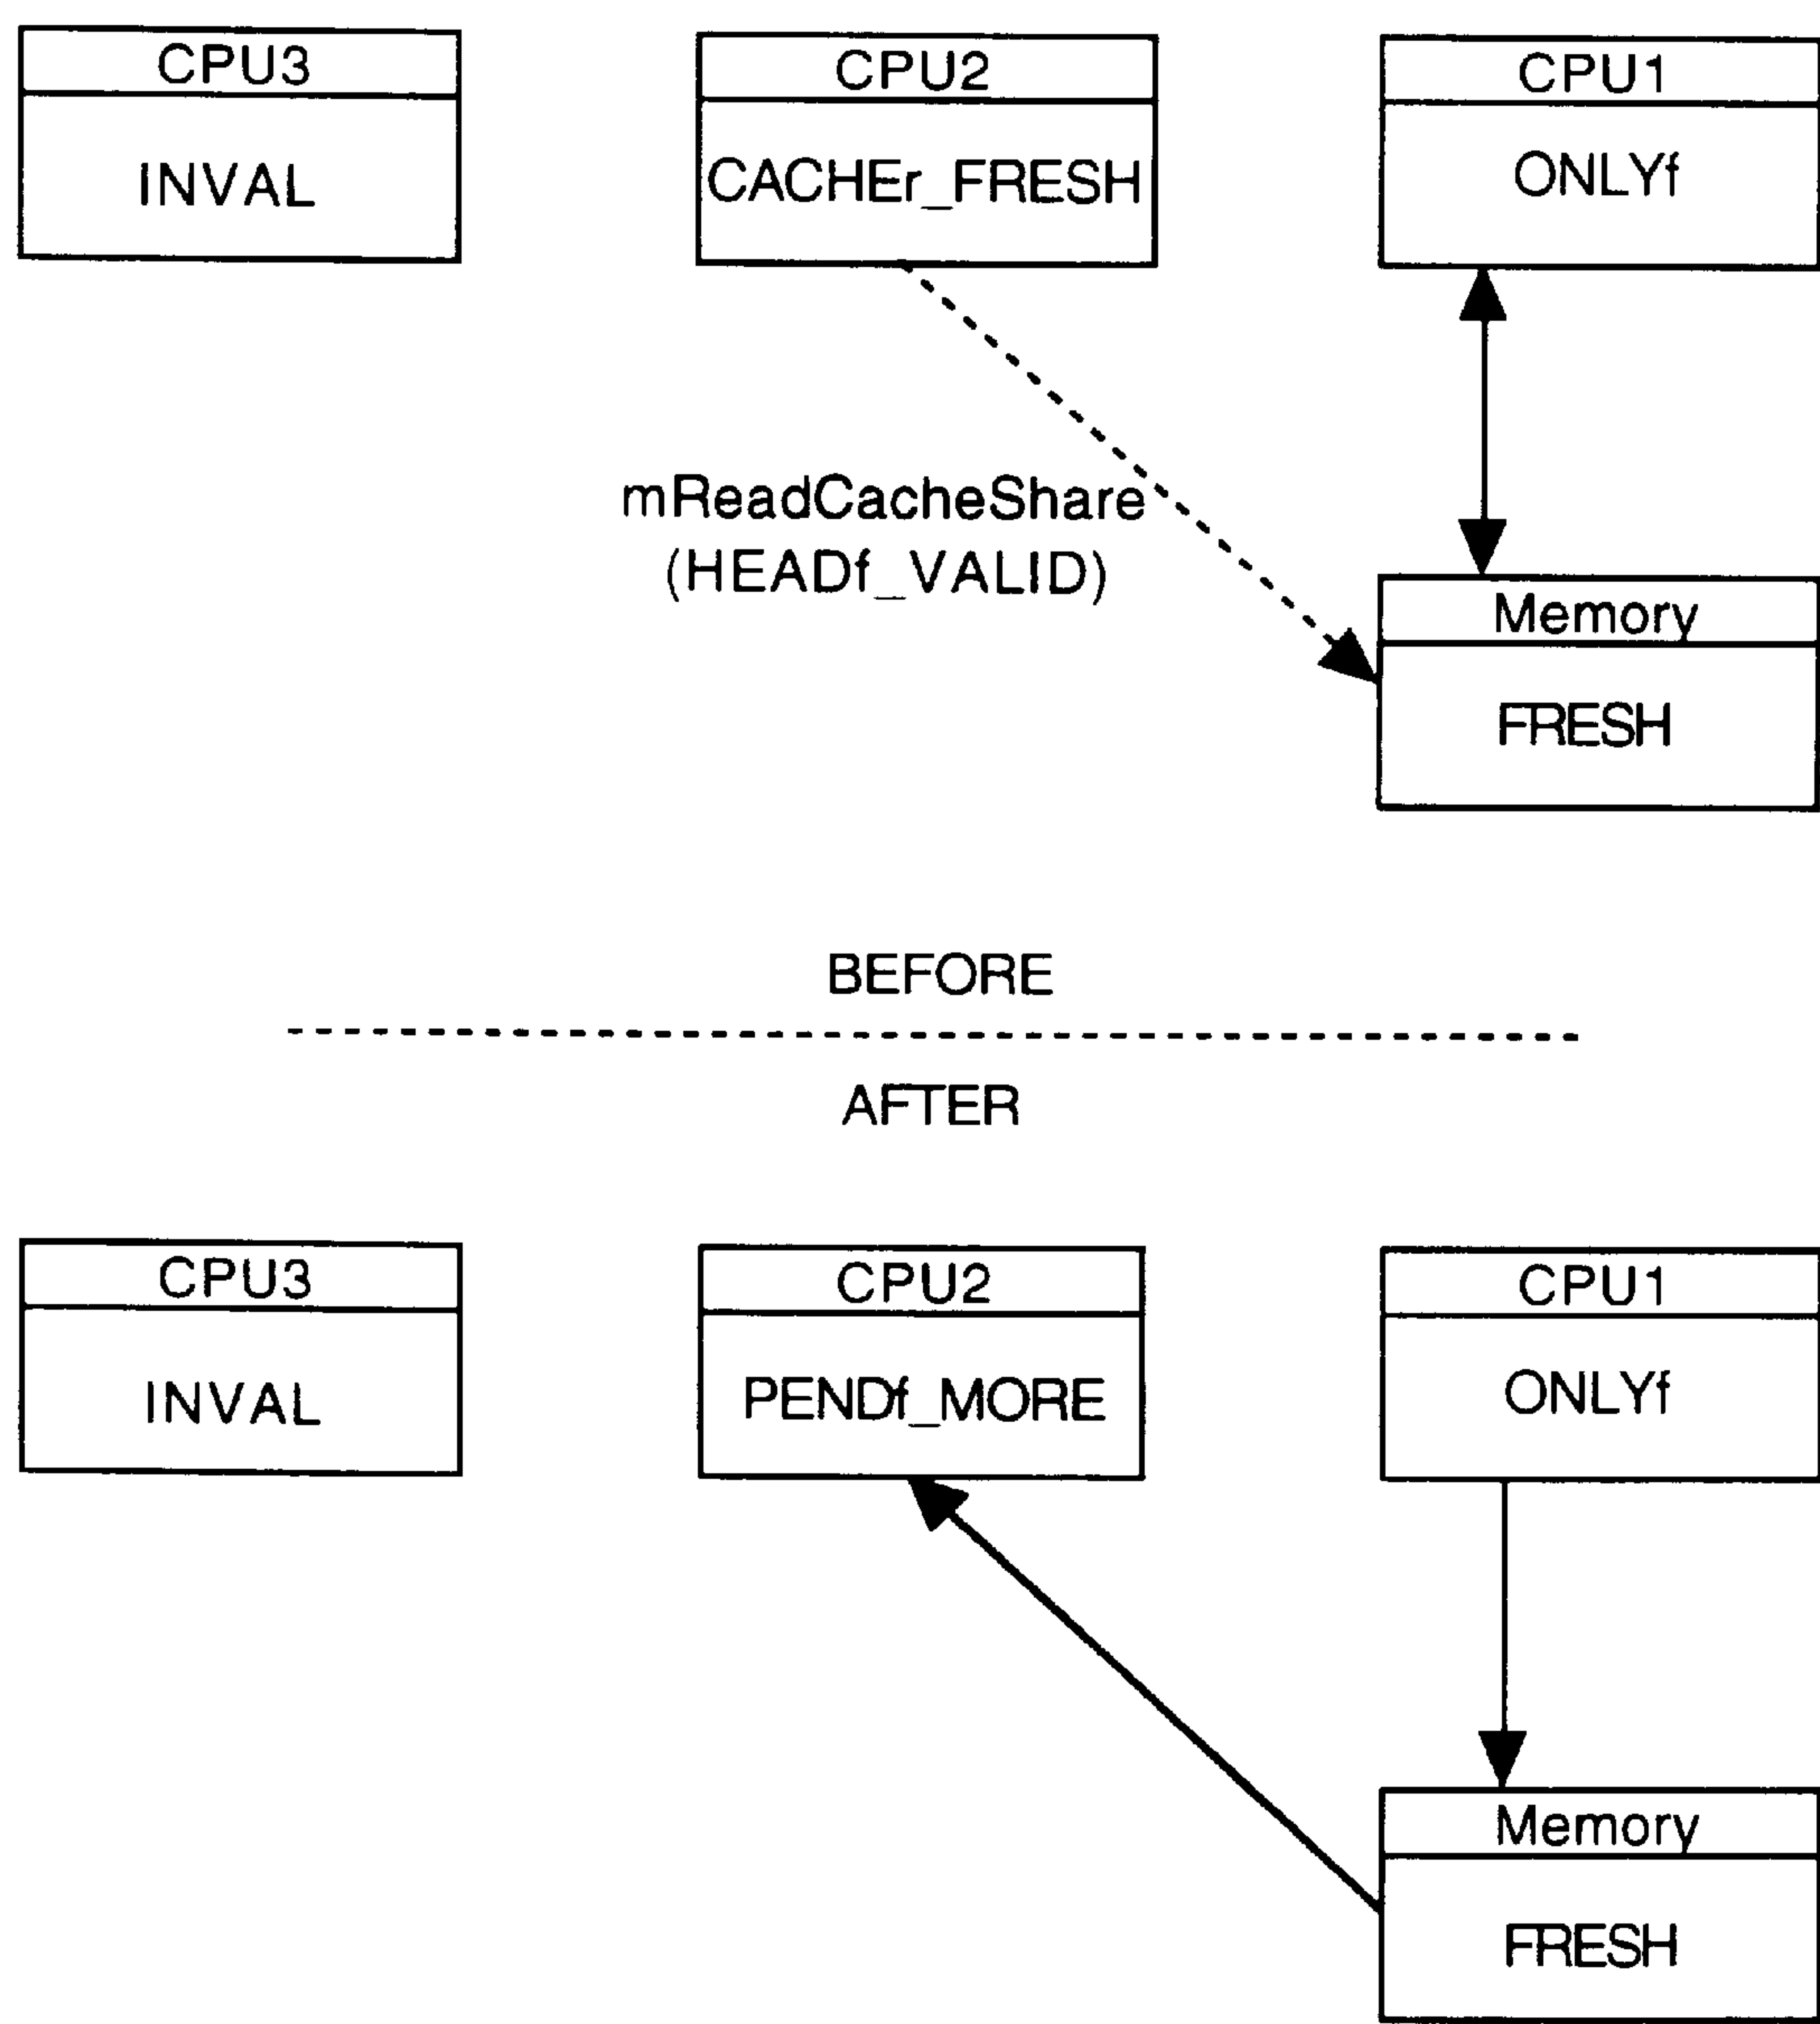 CPU3
CPU2
CPU1
INVAL
CACHEr_FRESH
ONLYf
mReadCacheShare
(HEADf_VALID)
Memory
FRESH
BEFORE
AFTER
CPU3
CPU2
CPU1
INVAL
PENDf_MORE
ONLYf
Memory
FRESH